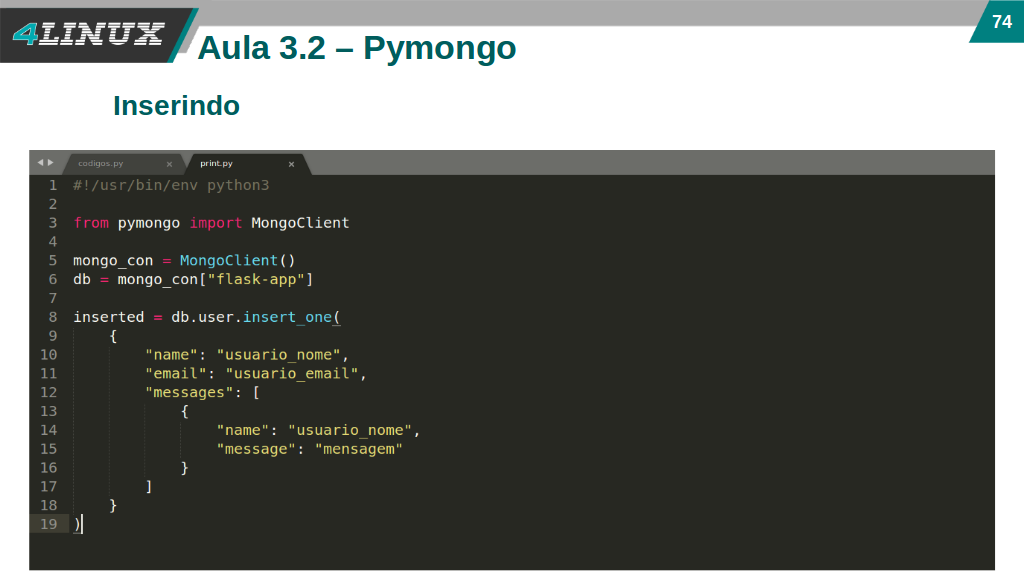 4LINUX
74
Aula 3.2 – Pymongo
Inserindo
codigos.py × print.py ×
1 #!/usr/bin/env python3
2
3 from pymongo import MongoClient
4
5 mongo_con = MongoClient()
6 db = mongo_con["flask-app"]
7
8 inserted = db.user.insert_one(
9     {
10         "name": "usuario_nome",
11         "email": "usuario_email",
12         "messages": [
13             {
14                 "name": "usuario_nome",
15                 "message": "mensagem"
16             }
17         ]
18     }
19 )